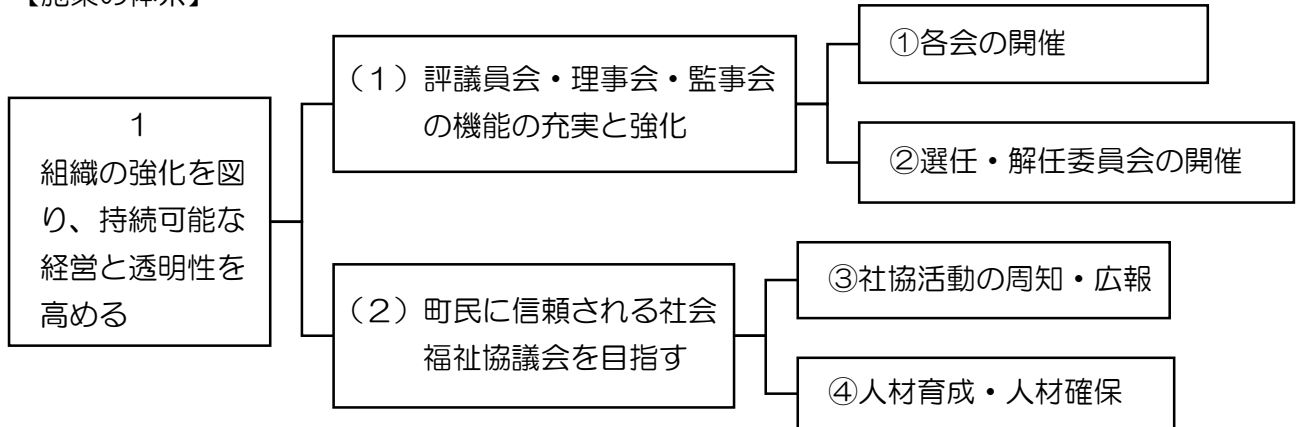 １
組織の強化を図
り、持続可能な
経営と透明性を
高める
（１）評議員会・理事会・監事会
の機能の充実と強化
①各会の開催
②選任・解任委員会の開催
（２）町民に信頼される社会
福祉協議会を目指す
③社協活動の周知・広報
④人材育成・人材確保